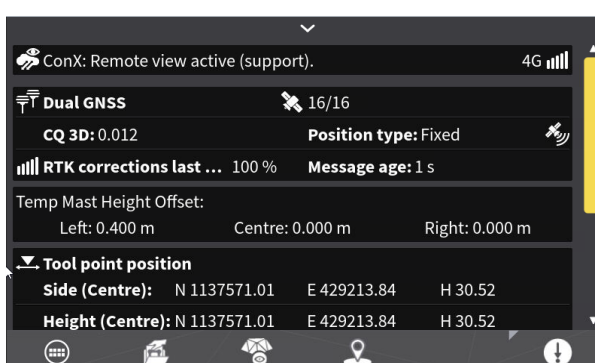 ConX: Remote view active (support). 4G
Dual GNSS 16/16
CQ 3D: 0.012 Position type: Fixed
RTK corrections last ... 100 % Message age: 1 s
Temp Mast Height Offset:
Left: 0.400 m Centre: 0.000 m Right: 0.000 m
Tool point position
Side (Centre): N 1137571.01 E 429213.84 H 30.52
Height (Centre): N 1137571.01 E 429213.84 H 30.52